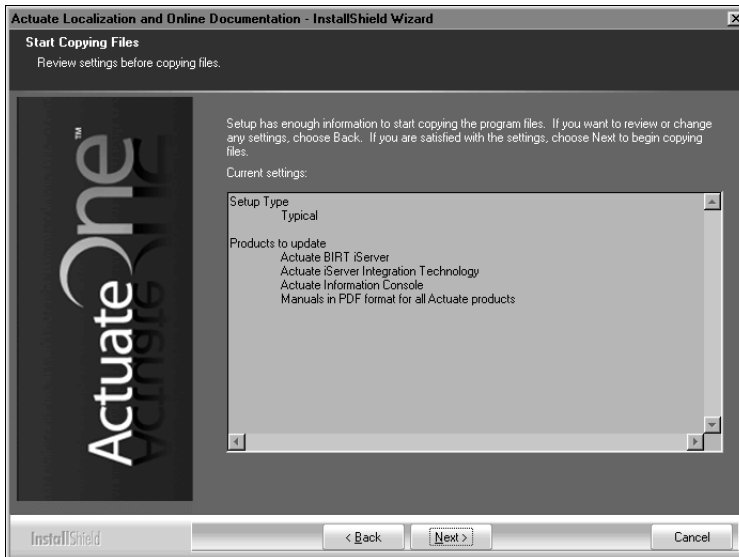 Actuate Localization and Online Documentation - InstallShield Wizard
Start Copying Files
Review settings before copying files.
ActuateOne™
Setup has enough information to start copying the program files. If you want to review or change
any settings, choose Back. If you are satisfied with the settings, choose Next to begin copying
files.
Current settings:
Setup Type
Typical
Products to update
Actuate BIRT iServer
Actuate iServer Integration Technology
Actuate Information Console
Manuals in PDF format for all Actuate products
InstallShield
< Back
Next >
Cancel